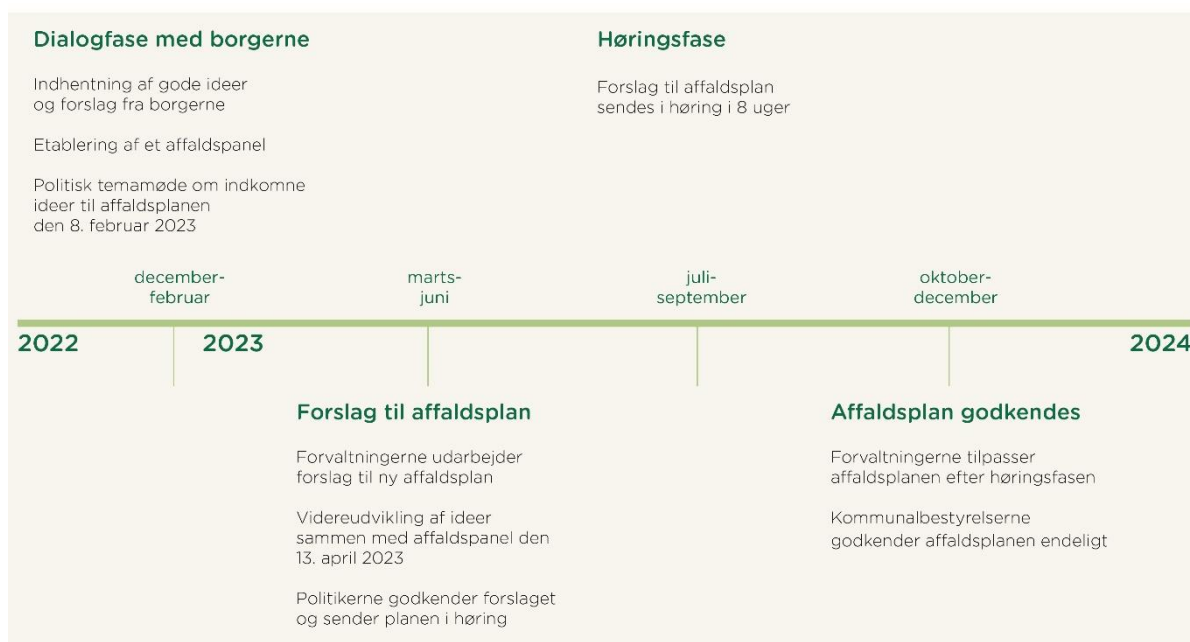 Dialogfase med borgerne
Indhentning af gode ideer
og forslag fra borgerne
Etablering af et affaldspanel
Politisk temamøde om indkomne
ideer til affaldsplanen
den 8. februar 2023
Høringsfase
Forslag til affaldsplan
sendes i høring i 8 uger
december-
februar
marts-
juni
juli-
september
oktober-
december
2022
2023
2024
Forslag til affaldsplan
Forvaltningerne udarbejder
forslag til ny affaldsplan
Videreudvikling af ideer
sammen med affaldspanel den
13. april 2023
Politikerne godkender forslaget
og sender planen i høring
Affaldsplan godkendes
Forvaltningerne tilpasser
affaldsplanen efter høringsfasen
Kommunalbestyrelserne
godkender affaldsplanen endeligt